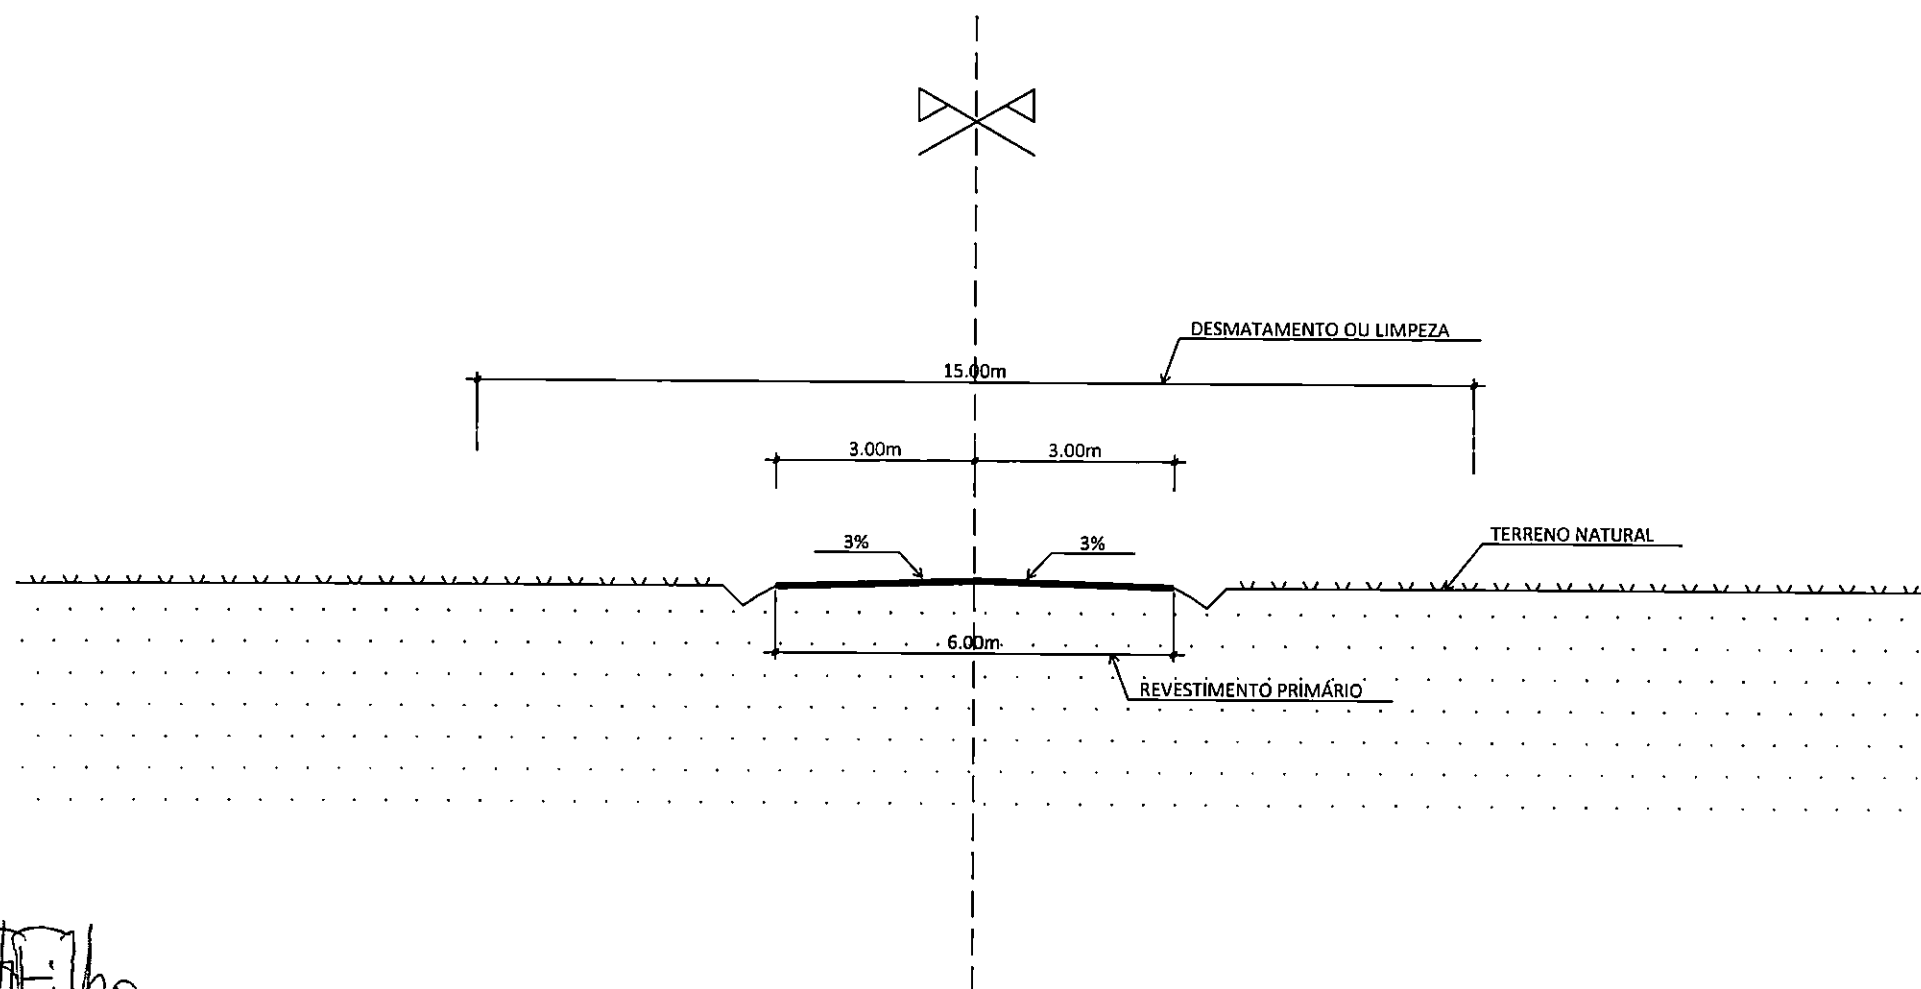 DESMATAMENTO OU LIMPEZA
15.00m
3.00m 3.00m
TERRENO NATURAL
3% 3%
6.00m
REVESTIMENTO PRIMÁRIO